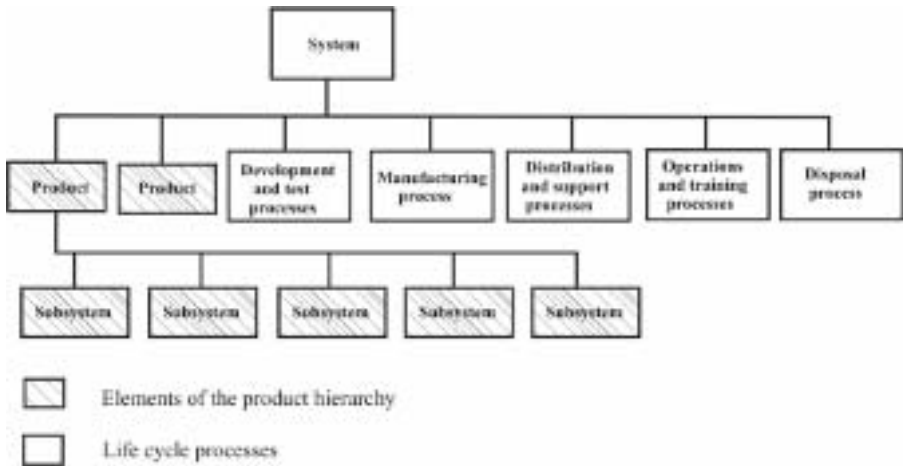 System
Product
Product
Development
and test
processes
Manufacturing
process
Distribution
and support
processes
Operations
and training
processes
Disposal
process
Subsystem
Subsystem
Subsystem
Subsystem
Subsystem
Elements of the product hierarchy
Life cycle processes